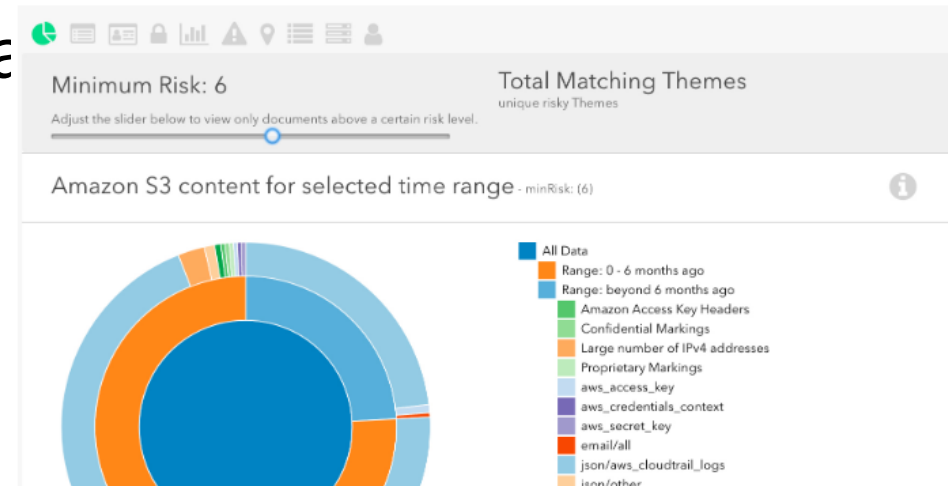 Minimum Risk: 6
Total Matching Themes
unique risky Themes
Adjust the slider below to view only documents above a certain risk level.
Amazon S3 content for selected time range - minRisk: (6)
All Data
Range: 0 - 6 months ago
Range: beyond 6 months ago
Amazon Access Key Headers
Confidential Markings
Large number of IPv4 addresses
Proprietary Markings
aws_access_key
aws_credentials_context
aws_secret_key
email/all
json/aws_cloudtrail_logs
json/other